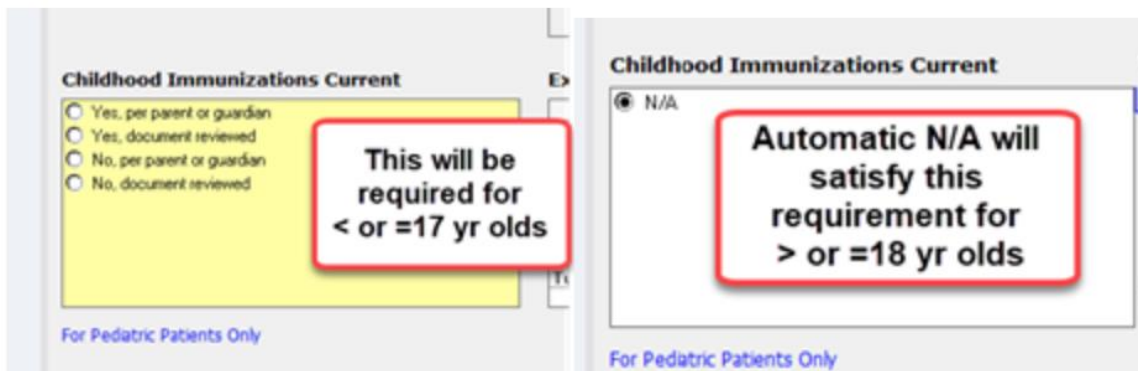 Childhood Immunizations Current
Yes, per parent or guardian
Yes, document reviewed
No, per parent or guardian
No, document reviewed
This will be
required for
< or =17 yr olds
For Pediatric Patients Only
Childhood Immunizations Current
N/A
Automatic N/A will
satisfy this
requirement for
> or =18 yr olds
For Pediatric Patients Only